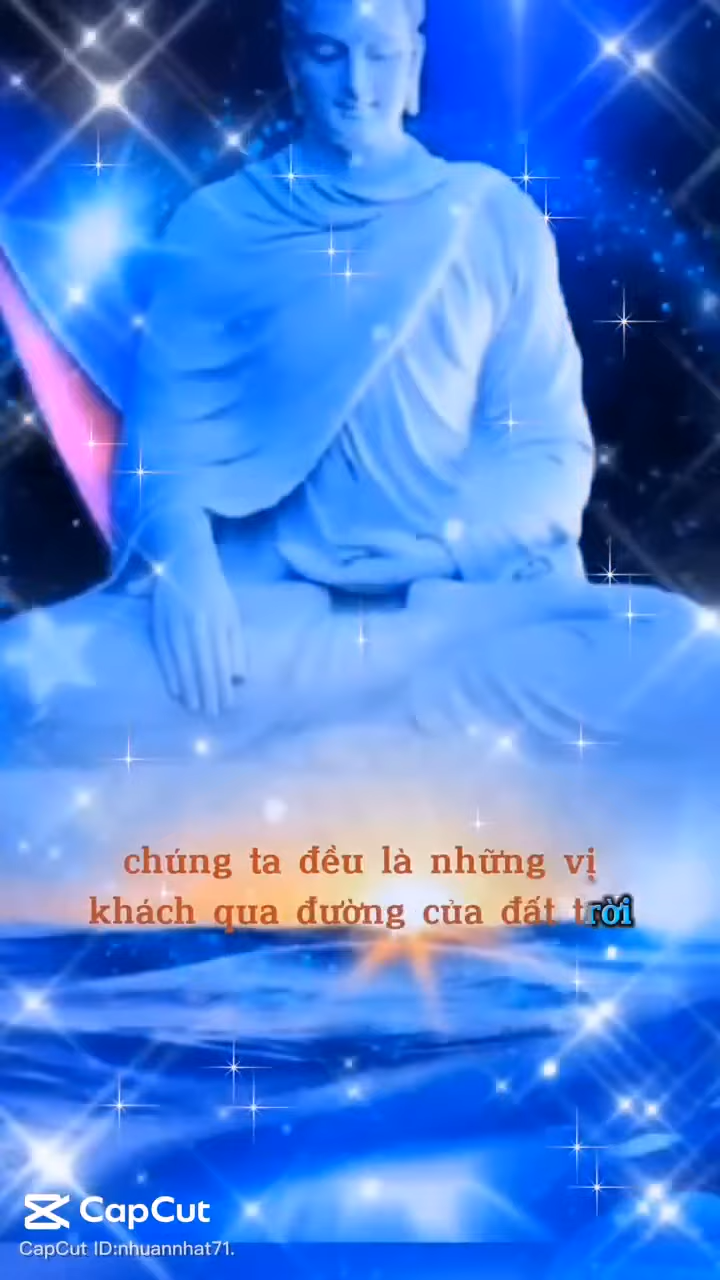 chúng ta đều là những vị
khách qua đường của đất trời
CapCut
CapCut ID:nhuannhat71.